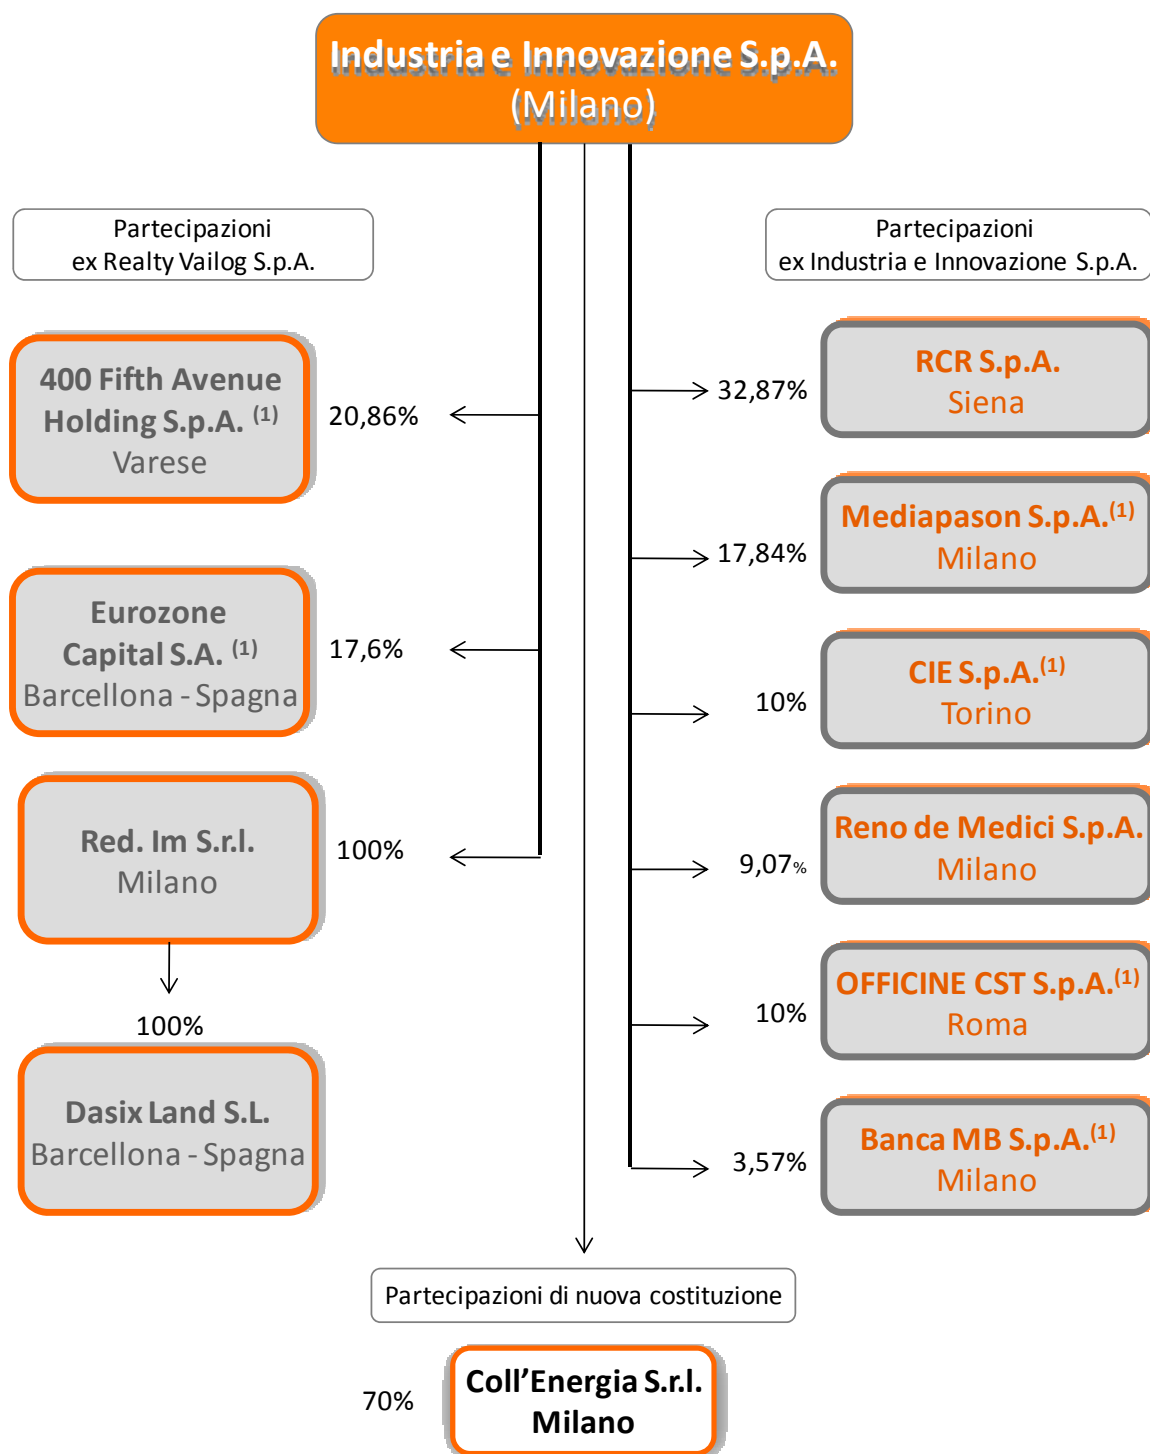 Industria e Innovazione S.p.A.
(Milano)
Partecipazioni
ex Realty Vailog S.p.A.
400 Fifth Avenue
Holding S.p.A. (1)
Varese
20,86%
Eurozone
Capital S.A. (1)
Barcellona - Spagna
17,6%
Red. Im S.r.l.
Milano
100%
100%
Dasix Land S.L.
Barcellona - Spagna
Partecipazioni
ex Industria e Innovazione S.p.A.
32,87%
RCR S.p.A.
Siena
17,84%
Mediapason S.p.A.(1)
Milano
10%
CIE S.p.A.(1)
Torino
9,07%
Reno de Medici S.p.A.
Milano
10%
OFFICINE CST S.p.A.(1)
Roma
3,57%
Banca MB S.p.A.(1)
Milano
Partecipazioni di nuova costituzione
70%
Coll’Energia S.r.l.
Milano